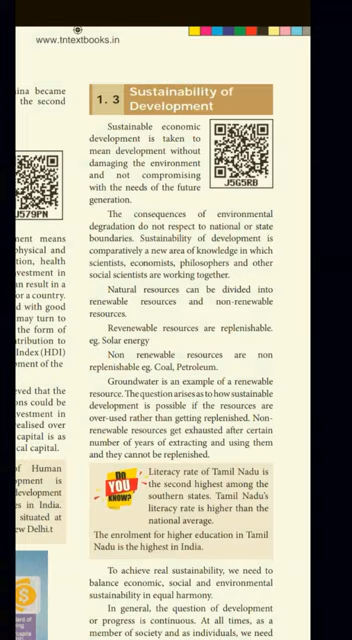 www.tntextbooks.in
ina became
the second
J579PN
ment means
physical and
tion, health
vestment in
an result in a
or a country.
d with good
may turn to
the form of
tribution to
Index (HDI)
pment of the
eved that the
ons could be
vestment in
realised over
capital is as
cal capital.
of Human
opment is
development
es in India.
situated at
ew Delhi.t
1. 3 Sustainability of
Development
Sustainable economic
development is taken to
mean development without
damaging the environment
and not compromising
with the needs of the future
generation.
J5G5RB
The consequences of environmental
degradation do not respect to national or state
boundaries. Sustainability of development is
comparatively a new area of knowledge in which
scientists, economists, philosophers and other
social scientists are working together.
Natural resources can be divided into
renewable resources and non-renewable
resources.
Revenewable resources are replenishable.
eg. Solar energy
Non renewable resources are non
replenishable eg. Coal, Petroleum.
Groundwater is an example of a renewable
resource. The question arises as to how sustainable
development is possible if the resources are
over-used rather than getting replenished. Non-
renewable resources get exhausted after certain
number of years of extracting and using them
and they cannot be replenished.
DO
YOU
KNOW?
Literacy rate of Tamil Nadu is
the second highest among the
southern states. Tamil Nadu's
literacy rate is higher than the
national average.
The enrolment for higher education in Tamil
Nadu is the highest in India.
To achieve real sustainability, we need to
balance economic, social and environmental
sustainability in equal harmony.
In general, the question of development
or progress is continuous. At all times, as a
member of society and as individuals, we need